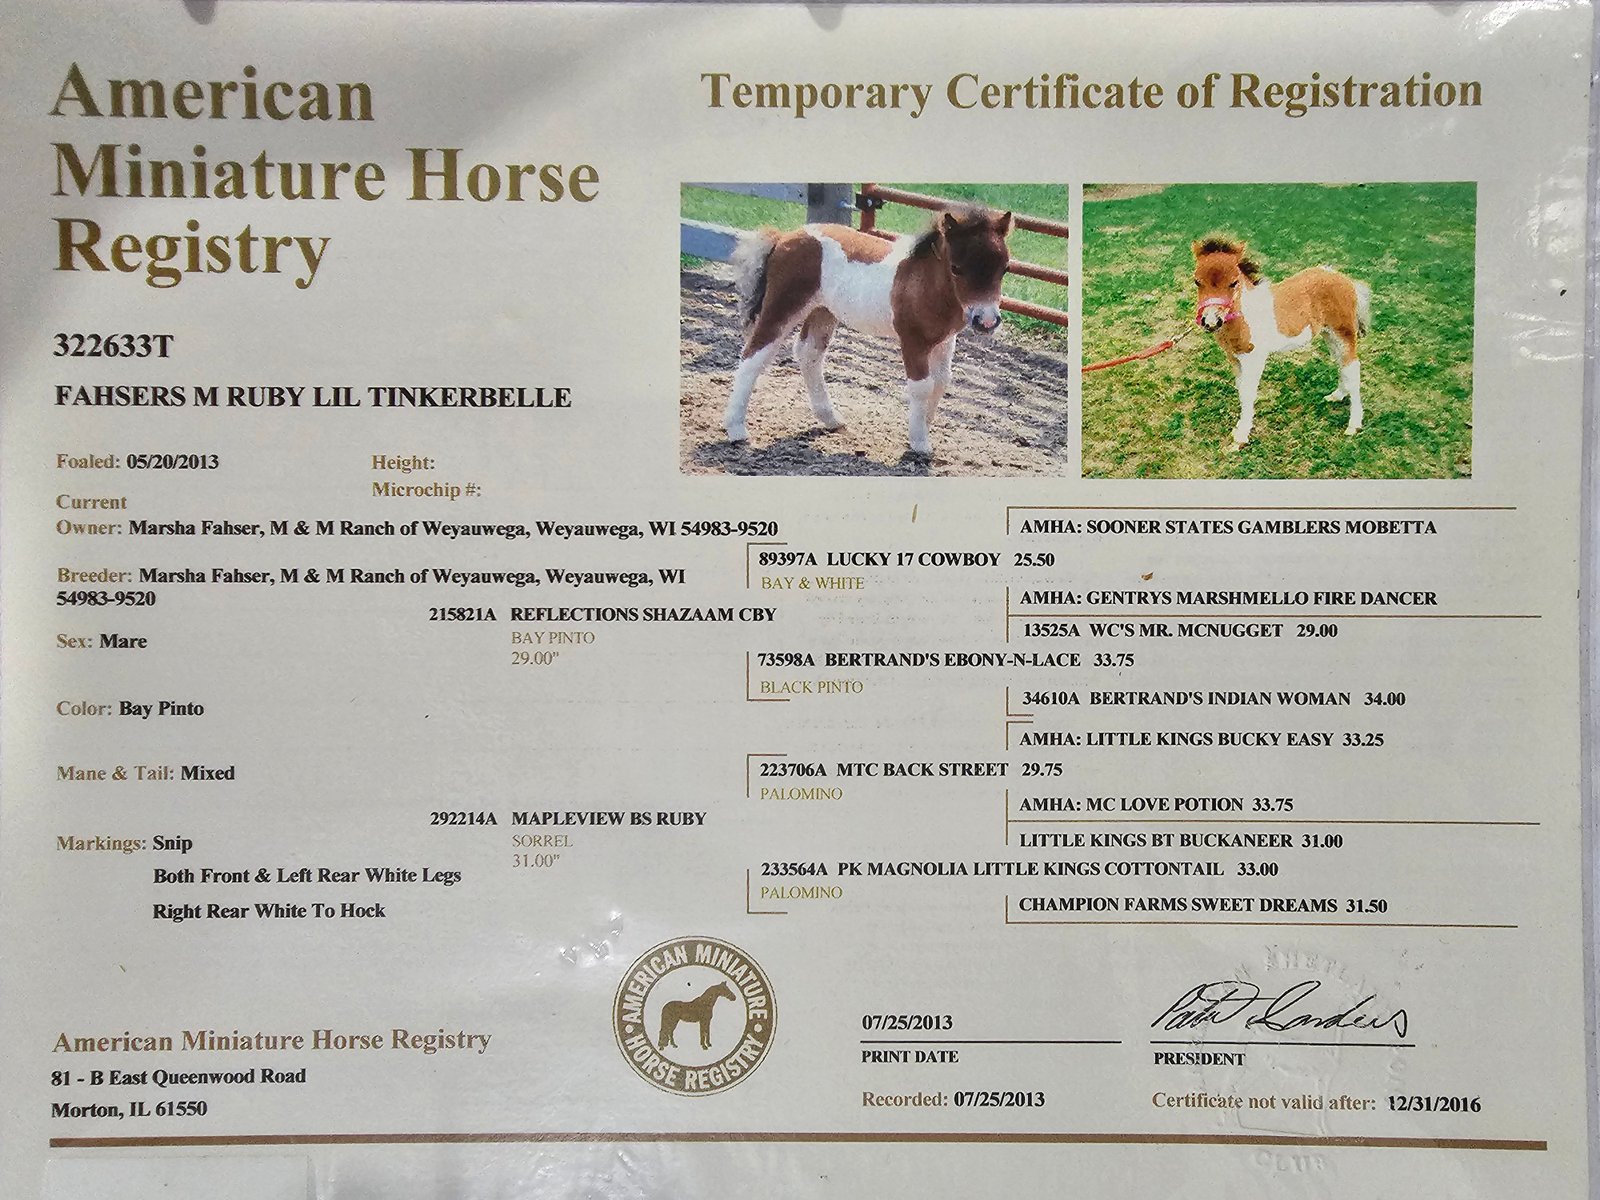 American
Miniature Horse
Registry
Temporary Certificate of Registration
322633T
FAHSERS M RUBY LIL TINKERBELLE
Foaled: 05/20/2013
Height:
Microchip #:
Current
Owner: Marsha Fahser, M & M Ranch of Weyauwega, Weyauwega, WI 54983-9520
Breeder: Marsha Fahser, M & M Ranch of Weyauwega, Weyauwega, WI
54983-9520
Sex: Mare
Color: Bay Pinto
Mane & Tail: Mixed
Markings: Snip
Both Front & Left Rear White Legs
Right Rear White To Hock
215821A REFLECTIONS SHAZAAM CBY
BAY PINTO
29.00"
292214A MAPLEVIEW BS RUBY
SORREL
31.00"
89397A LUCKY 17 COWBOY 25.50
BAY & WHITE
73598A BERTRAND'S EBONY-N-LACE 33.75
BLACK PINTO
223706A MTC BACK STREET 29.75
PALOMINO
233564A PK MAGNOLIA LITTLE KINGS COTTONTAIL 33.00
PALOMINO
AMHA: SOONER STATES GAMBLERS MOBETTA
AMHA: GENTRYS MARSHMELLO FIRE DANCER
13525A WC'S MR. MCNUGGET 29.00
34610A BERTRAND'S INDIAN WOMAN 34.00
AMHA: LITTLE KINGS BUCKY EASY 33.25
AMHA: MC LOVE POTION 33.75
LITTLE KINGS BT BUCKANEER 31.00
CHAMPION FARMS SWEET DREAMS 31.50
American Miniature Horse Registry
81 - B East Queenwood Road
Morton, IL 61550
AMERICAN MINIATURE
HORSE REGISTRY
07/25/2013
PRINT DATE
Recorded: 07/25/2013
PRESIDENT
Certificate not valid after: 12/31/2016
CLUB